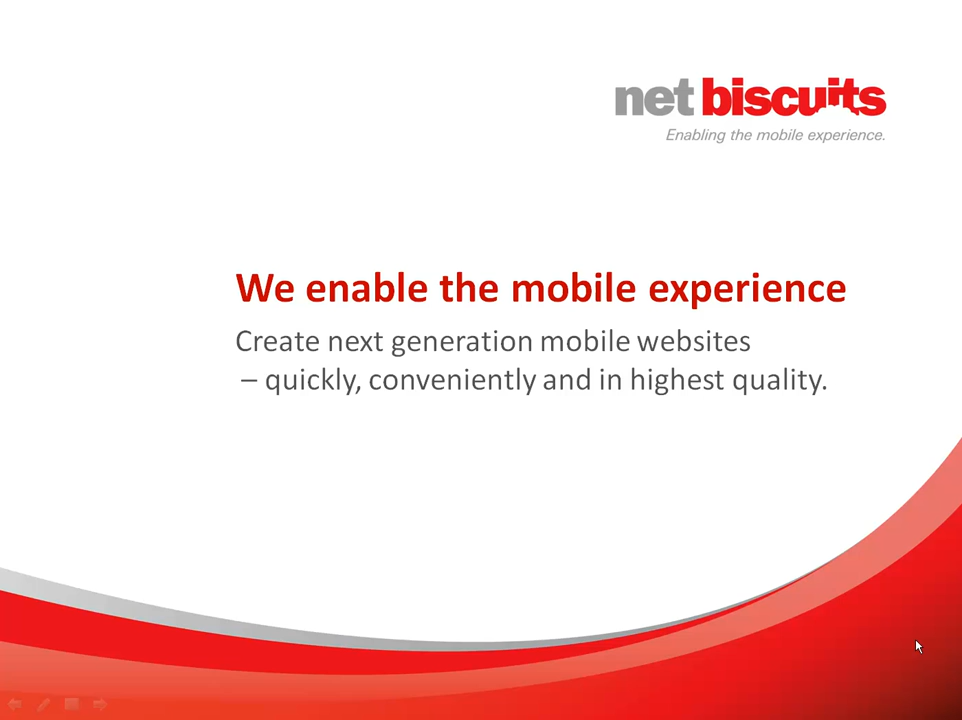 net biscuits
Enabling the mobile experience.
We enable the mobile experience
Create next generation mobile websites
– quickly, conveniently and in highest quality.